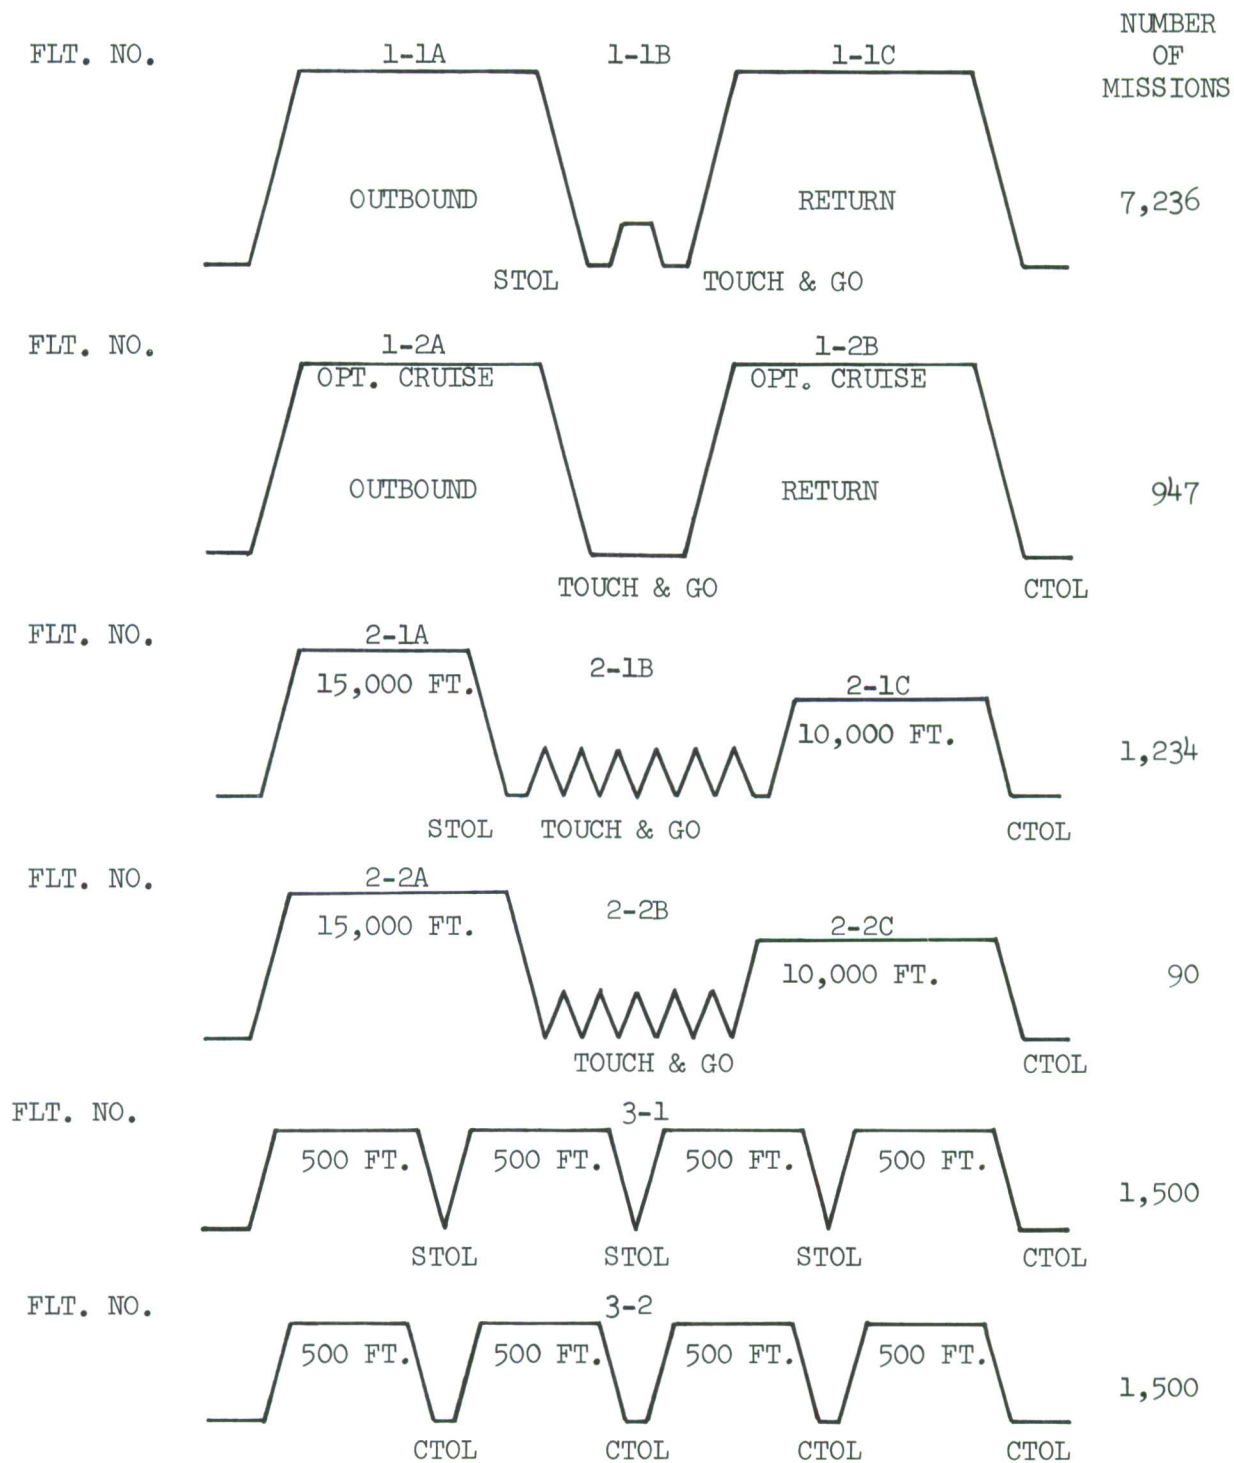 NUMBER
FLT. NO. 1-1A 1-1B 1-1C OF
MISSIONS
OUTBOUND RETURN 7,236
STOL TOUCH & GO
FLT. NO. 1-2A 1-2B
OPT. CRUISE OPT. CRUISE
OUTBOUND RETURN 947
TOUCH & GO CTOL
FLT. NO. 2-1A
2-1B
15,000 FT. 2-1C
10,000 FT. 1,234
STOL TOUCH & GO CTOL
FLT. NO. 2-2A
2-2B
15,000 FT. 2-2C
10,000 FT. 90
TOUCH & GO CTOL
FLT. NO. 3-1
500 FT. 500 FT. 500 FT. 500 FT.
1,500
STOL STOL STOL CTOL
FLT. NO. 3-2
500 FT. 500 FT. 500 FT. 500 FT.
1,500
CTOL CTOL CTOL CTOL